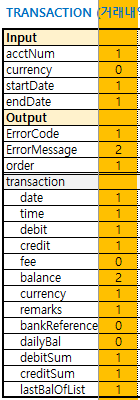 TRANSACTION (거래내
Input
acctNum 1
currency 0
startDate 1
endDate 1
Output
ErrorCode 1
ErrorMessage 2
order 1
transaction
date 1
time 1
debit 1
credit 1
fee 0
balance 2
currency 1
remarks 1
bankReference 0
dailyBal 0
debitSum 1
creditSum 1
lastBalOfList 1